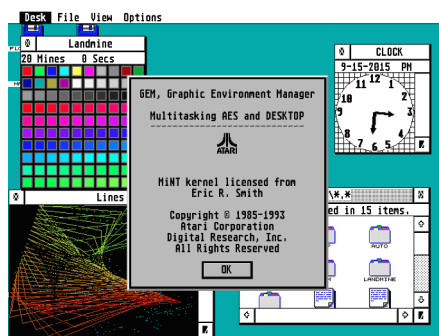 Desk File View Options
Landmine
20 Mines 0 Secs
CLOCK
9-15-2015 PM
12
11
1
10
2
9
3
8
4
7
5
6
GEM, Graphic Environment Manager
Multitasking AES and DESKTOP
ATARI
MiNT kernel licensed from
Eric R. Smith
Copyright © 1985-1993
Atari Corporation
Digital Research, Inc.
All Rights Reserved
OK
Lines
\*.*
ed in 15 items.
AUTO
LANDMINE